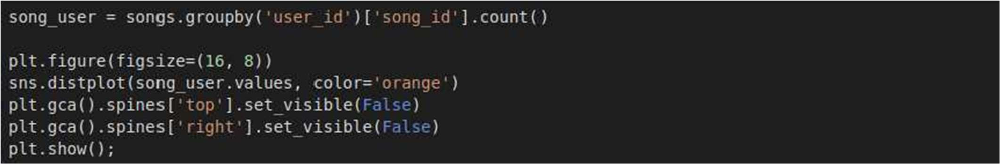 song_user = songs.groupby('user_id')['song_id'].count()
plt.figure(figsize=(16, 8))
sns.distplot(song_user.values, color='orange')
plt.gca().spines['top'].set_visible(False)
plt.gca().spines['right'].set_visible(False)
plt.show();